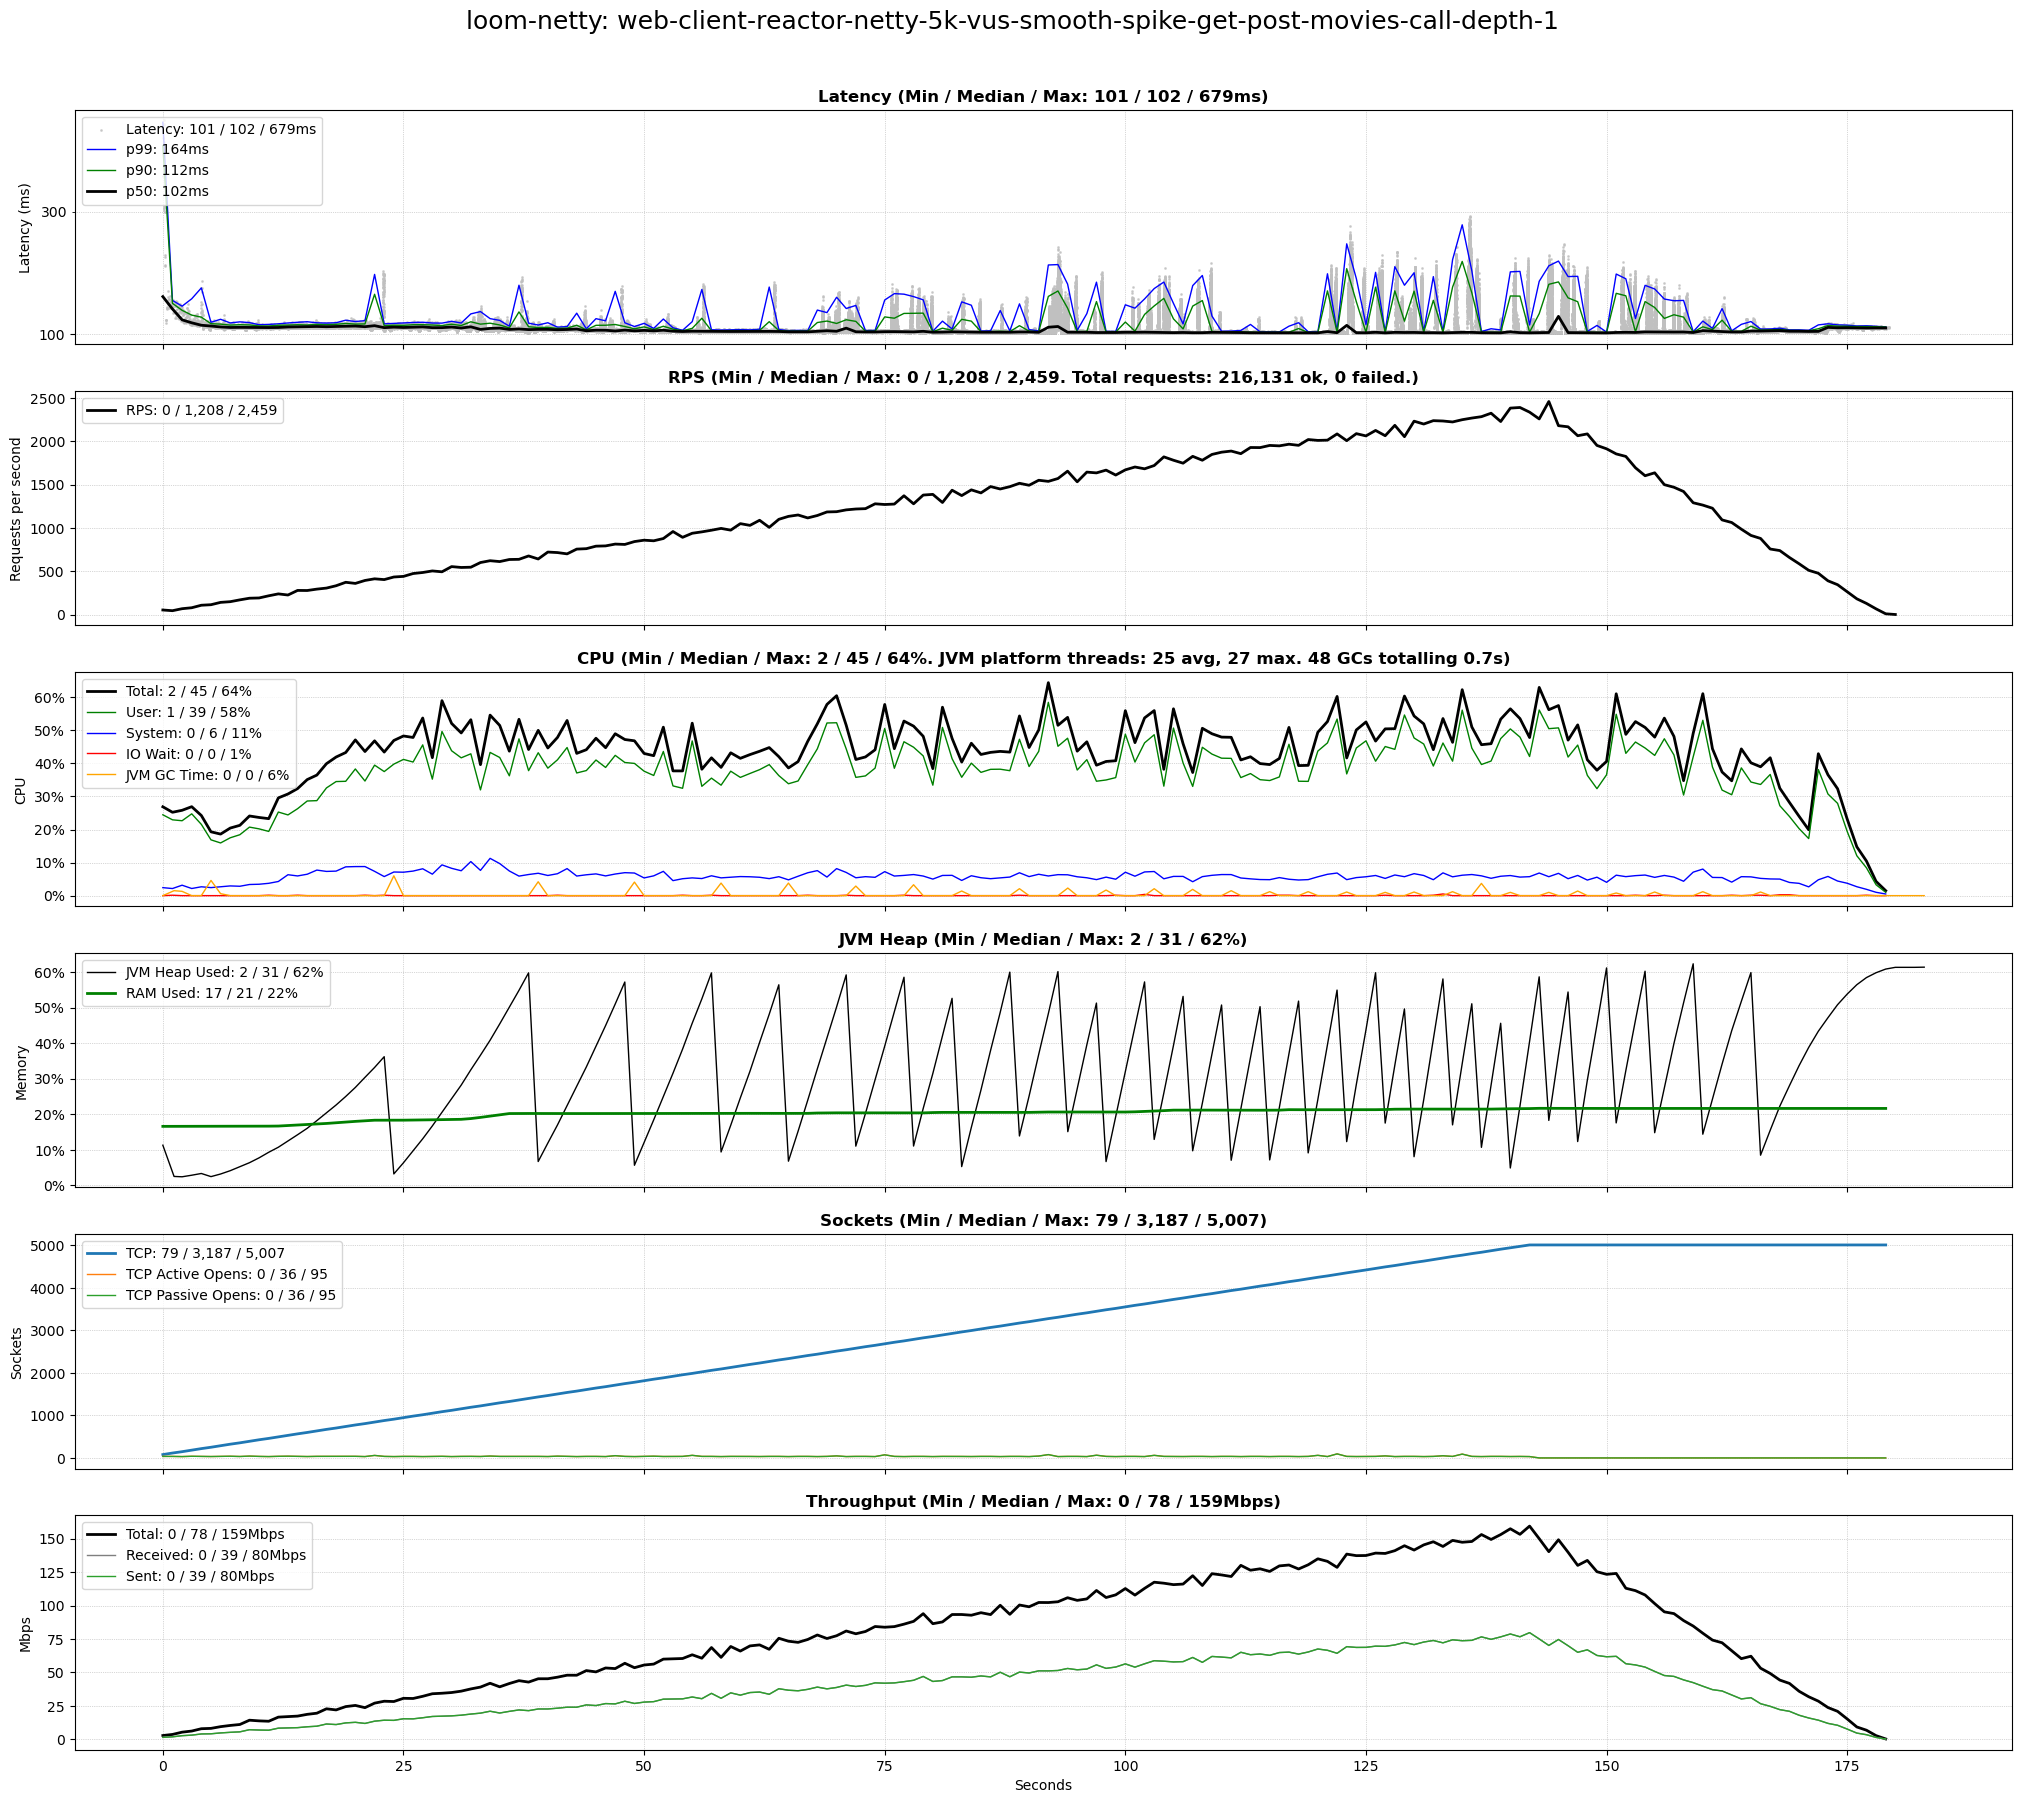 loom-netty: web-client-reactor-netty-5k-vus-smooth-spike-get-post-movies-call-depth-1
Latency (Min / Median / Max: 101 / 102 / 679ms)
Latency: 101 / 102 / 679ms
p99: 164ms
p90: 112ms
p50: 102ms
Latency (ms)
300
100
RPS (Min / Median / Max: 0 / 1,208 / 2,459. Total requests: 216,131 ok, 0 failed.)
RPS: 0 / 1,208 / 2,459
Requests per second
2500
2000
1500
1000
500
0
CPU (Min / Median / Max: 2 / 45 / 64%. JVM platform threads: 25 avg, 27 max. 48 GCs totalling 0.7s)
Total: 2 / 45 / 64%
User: 1 / 39 / 58%
System: 0 / 6 / 11%
IO Wait: 0 / 0 / 1%
JVM GC Time: 0 / 0 / 6%
CPU
60%
50%
40%
30%
20%
10%
0%
JVM Heap (Min / Median / Max: 2 / 31 / 62%)
JVM Heap Used: 2 / 31 / 62%
RAM Used: 17 / 21 / 22%
Memory
60%
50%
40%
30%
20%
10%
0%
Sockets (Min / Median / Max: 79 / 3,187 / 5,007)
TCP: 79 / 3,187 / 5,007
TCP Active Opens: 0 / 36 / 95
TCP Passive Opens: 0 / 36 / 95
Sockets
5000
4000
3000
2000
1000
0
Throughput (Min / Median / Max: 0 / 78 / 159Mbps)
Total: 0 / 78 / 159Mbps
Received: 0 / 39 / 80Mbps
Sent: 0 / 39 / 80Mbps
Mbps
150
125
100
75
50
25
0
0 25 50 75 100 125 150 175
Seconds